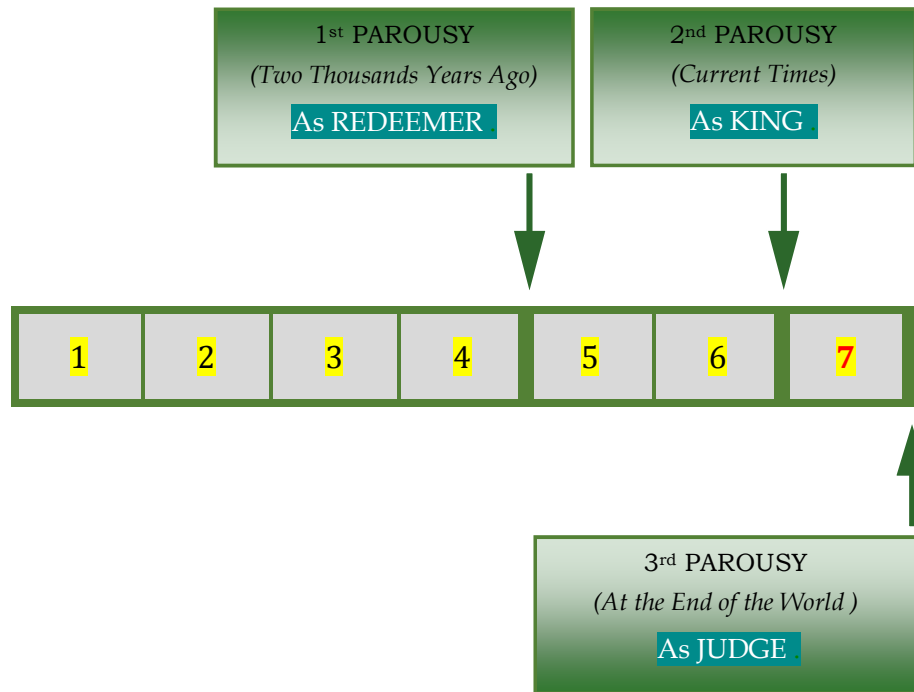 1st PAROUSY
(Two Thousands Years Ago)
As REDEEMER .
2nd PAROUSY
(Current Times)
As KING .
1 2 3 4 5 6 7
3rd PAROUSY
(At the End of the World )
As JUDGE .